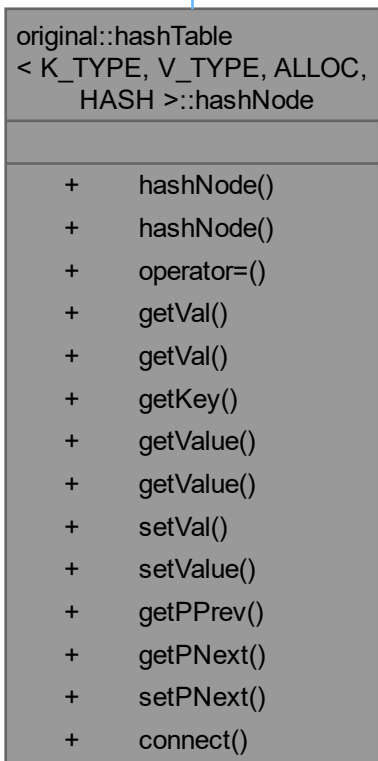 original::hashTable
< K_TYPE, V_TYPE, ALLOC,
HASH >::hashNode
+ hashNode()
+ hashNode()
+ operator=()
+ getVal()
+ getVal()
+ getKey()
+ getValue()
+ getValue()
+ setVal()
+ setValue()
+ getPPrev()
+ getPNext()
+ setPNext()
+ connect()